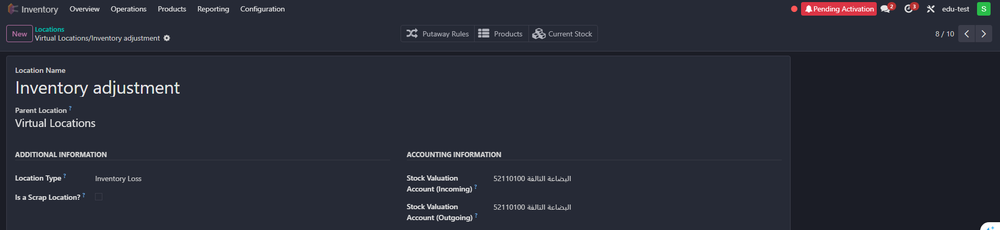 Inventory Overview Operations Products Reporting Configuration Pending Activation 2 3 edu-test S
New Locations
Virtual Locations/Inventory adjustment
Putaway Rules Products Current Stock 8 / 10
Location Name
Inventory adjustment
Parent Location ?
Virtual Locations
ADDITIONAL INFORMATION
Location Type ? Inventory Loss
Is a Scrap Location? ?
ACCOUNTING INFORMATION
Stock Valuation
Account (Incoming) ? 52110100 البضاعة التالفة
Stock Valuation
Account (Outgoing) ? 52110100 البضاعة التالفة